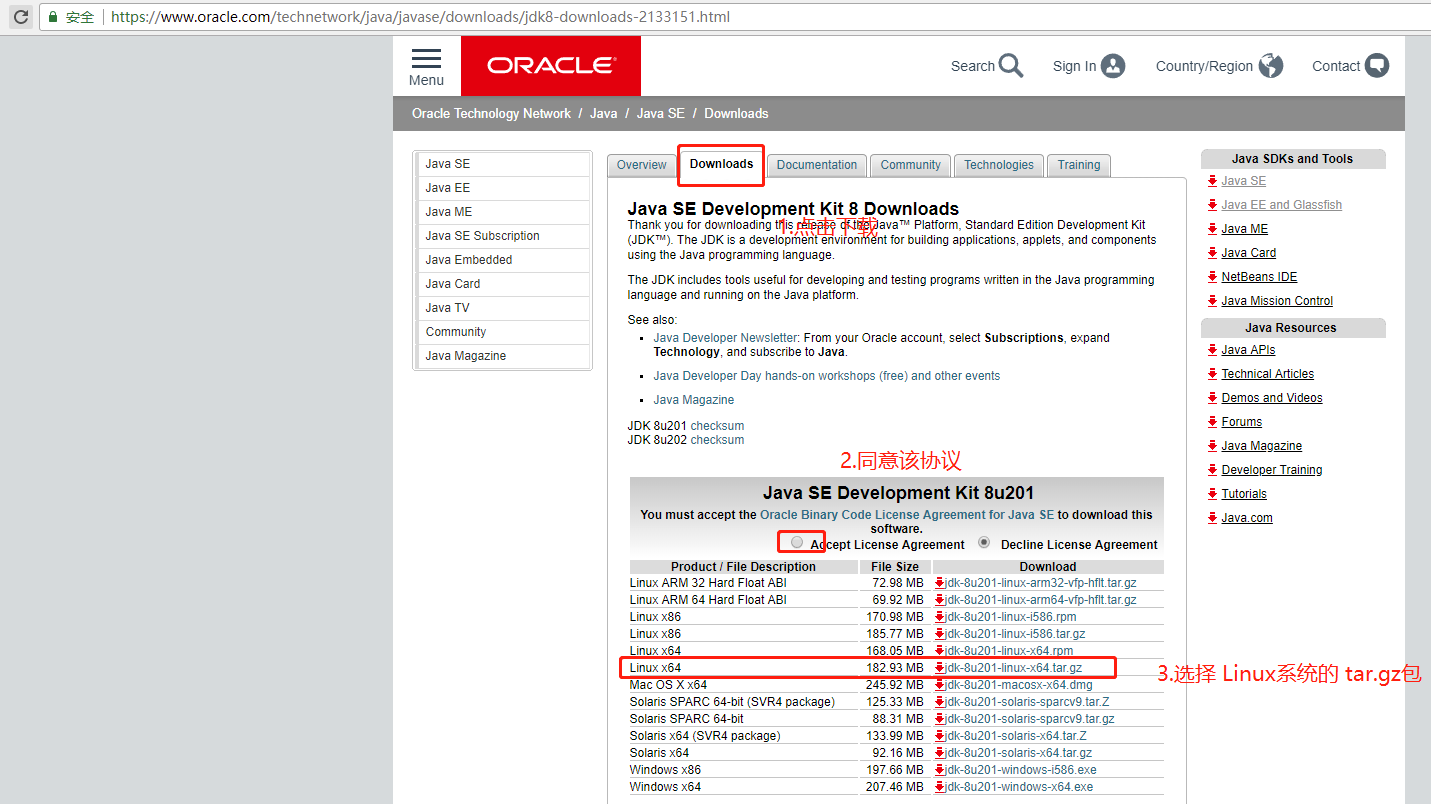 安全 https://www.oracle.com/technetwork/java/javase/downloads/jdk8-downloads-2133151.html
Menu
ORACLE
Search
Sign In
Country/Region
Contact
Oracle Technology Network / Java / Java SE / Downloads
Java SE
Java EE
Java ME
Java SE Subscription
Java Embedded
Java Card
Java TV
Community
Java Magazine
Overview
Downloads
Documentation
Community
Technologies
Training
Java SE Development Kit 8 Downloads
1.点击下载
Thank you for downloading this release of the Java™ Platform, Standard Edition Development Kit
(JDK™). The JDK is a development environment for building applications, applets, and components
using the Java programming language.
The JDK includes tools useful for developing and testing programs written in the Java programming
language and running on the Java platform.
See also:
Java Developer Newsletter: From your Oracle account, select Subscriptions, expand
Technology, and subscribe to Java.
Java Developer Day hands-on workshops (free) and other events
Java Magazine
JDK 8u201 checksum
JDK 8u202 checksum
2.同意该协议
Java SE Development Kit 8u201
You must accept the Oracle Binary Code License Agreement for Java SE to download this
software.
Accept License Agreement Decline License Agreement
Product / File Description File Size Download
Linux ARM 32 Hard Float ABI 72.98 MB jdk-8u201-linux-arm32-vfp-hflt.tar.gz
Linux ARM 64 Hard Float ABI 69.92 MB jdk-8u201-linux-arm64-vfp-hflt.tar.gz
Linux x86 170.98 MB jdk-8u201-linux-i586.rpm
Linux x86 185.77 MB jdk-8u201-linux-i586.tar.gz
Linux x64 168.05 MB jdk-8u201-linux-x64.rpm
Linux x64 182.93 MB jdk-8u201-linux-x64.tar.gz
3.选择 Linux系统的 tar.gz包
Mac OS X x64 245.92 MB jdk-8u201-macosx-x64.dmg
Solaris SPARC 64-bit (SVR4 package) 125.33 MB jdk-8u201-solaris-sparcv9.tar.Z
Solaris SPARC 64-bit 88.31 MB jdk-8u201-solaris-sparcv9.tar.gz
Solaris x64 (SVR4 package) 133.99 MB jdk-8u201-solaris-x64.tar.Z
Solaris x64 92.16 MB jdk-8u201-solaris-x64.tar.gz
Windows x86 197.66 MB jdk-8u201-windows-i586.exe
Windows x64 207.46 MB jdk-8u201-windows-x64.exe
Java SDKs and Tools
Java SE
Java EE and Glassfish
Java ME
Java Card
NetBeans IDE
Java Mission Control
Java Resources
Java APIs
Technical Articles
Demos and Videos
Forums
Java Magazine
Developer Training
Tutorials
Java.com